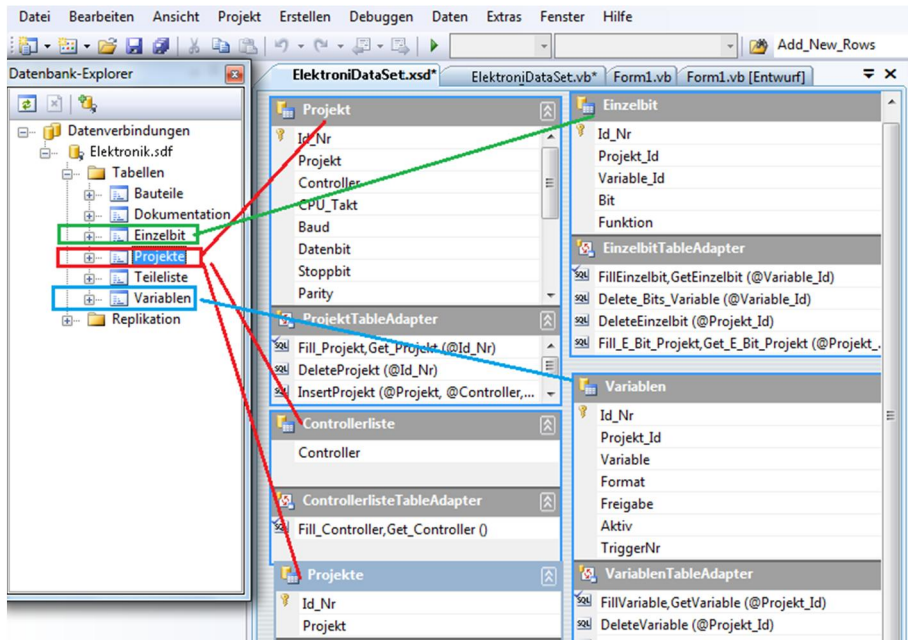 Datei Bearbeiten Ansicht Projekt Erstellen Debuggen Daten Extras Fenster Hilfe
Add_New_Rows
Datenbank-Explorer
Datenverbindungen
Elektronik.sdf
Tabellen
Bauteile
Dokumentation
Einzelbit
Projekte
Teileliste
Variablen
Replikation
ElektroniDataSet.xsd* ElektroniDataSet.vb* Form1.vb Form1.vb [Entwurf]
Projekt
Id_Nr
Projekt
Controller
CPU_Takt
Baud
Datenbit
Stoppbit
Parity
ProjektTableAdapter
Fill_Projekt,Get_Projekt (@Id_Nr)
DeleteProjekt (@Id_Nr)
InsertProjekt (@Projekt, @Controller,...
Controllerliste
Controller
ControllerlisteTableAdapter
Fill_Controller,Get_Controller ()
Projekte
Id_Nr
Projekt
Einzelbit
Id_Nr
Projekt_Id
Variable_Id
Bit
Funktion
EinzelbitTableAdapter
FillEinzelbit,GetEinzelbit (@Variable_Id)
Delete_Bits_Variable (@Variable_Id)
DeleteEinzelbit (@Projekt_Id)
Fill_E_Bit_Projekt,Get_E_Bit_Projekt (@Projekt_.
Variablen
Id_Nr
Projekt_Id
Variable
Format
Freigabe
Aktiv
TriggerNr
VariablenTableAdapter
FillVariable,GetVariable (@Projekt_Id)
DeleteVariable (@Projekt_Id)